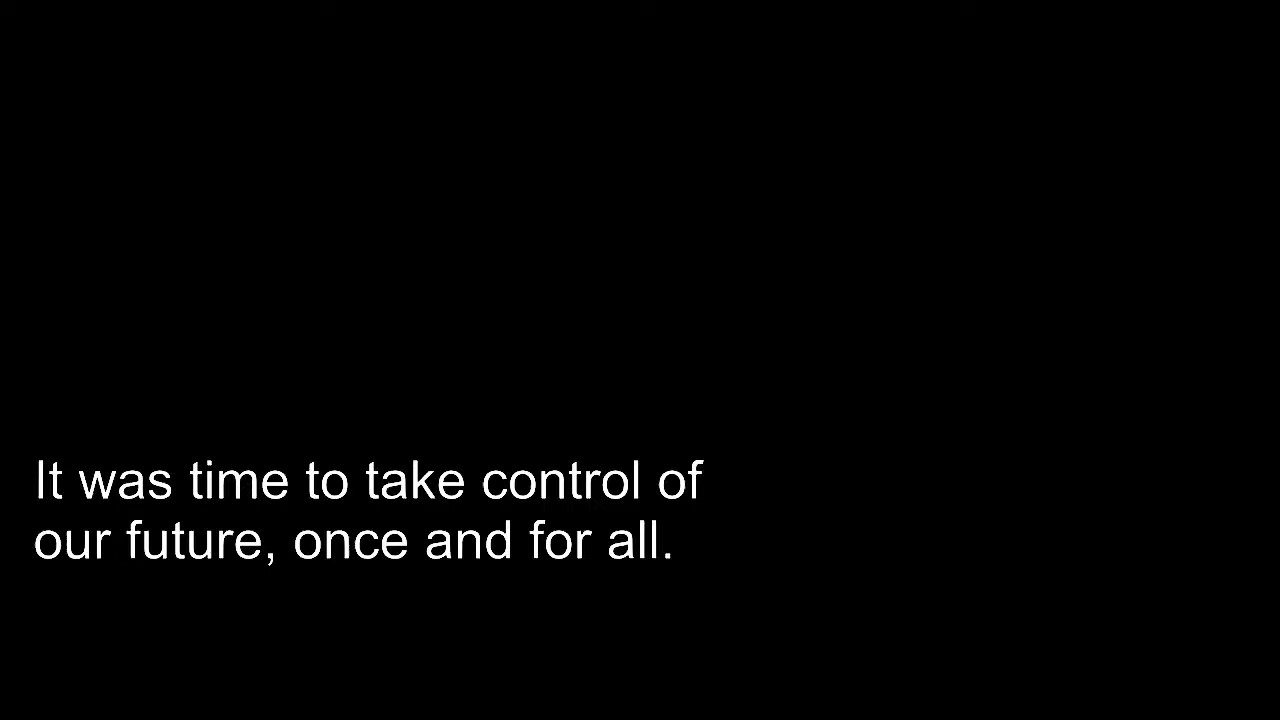 It was time to take control of
our future, once and for all.